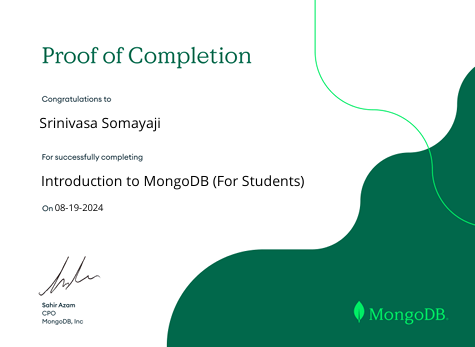 Proof of Completion
Congratulations to
Srinivasa Somayaji
For successfully completing
Introduction to MongoDB (For Students)
On 08-19-2024
Sahir Azam
CPO
MongoDB, Inc
MongoDB.